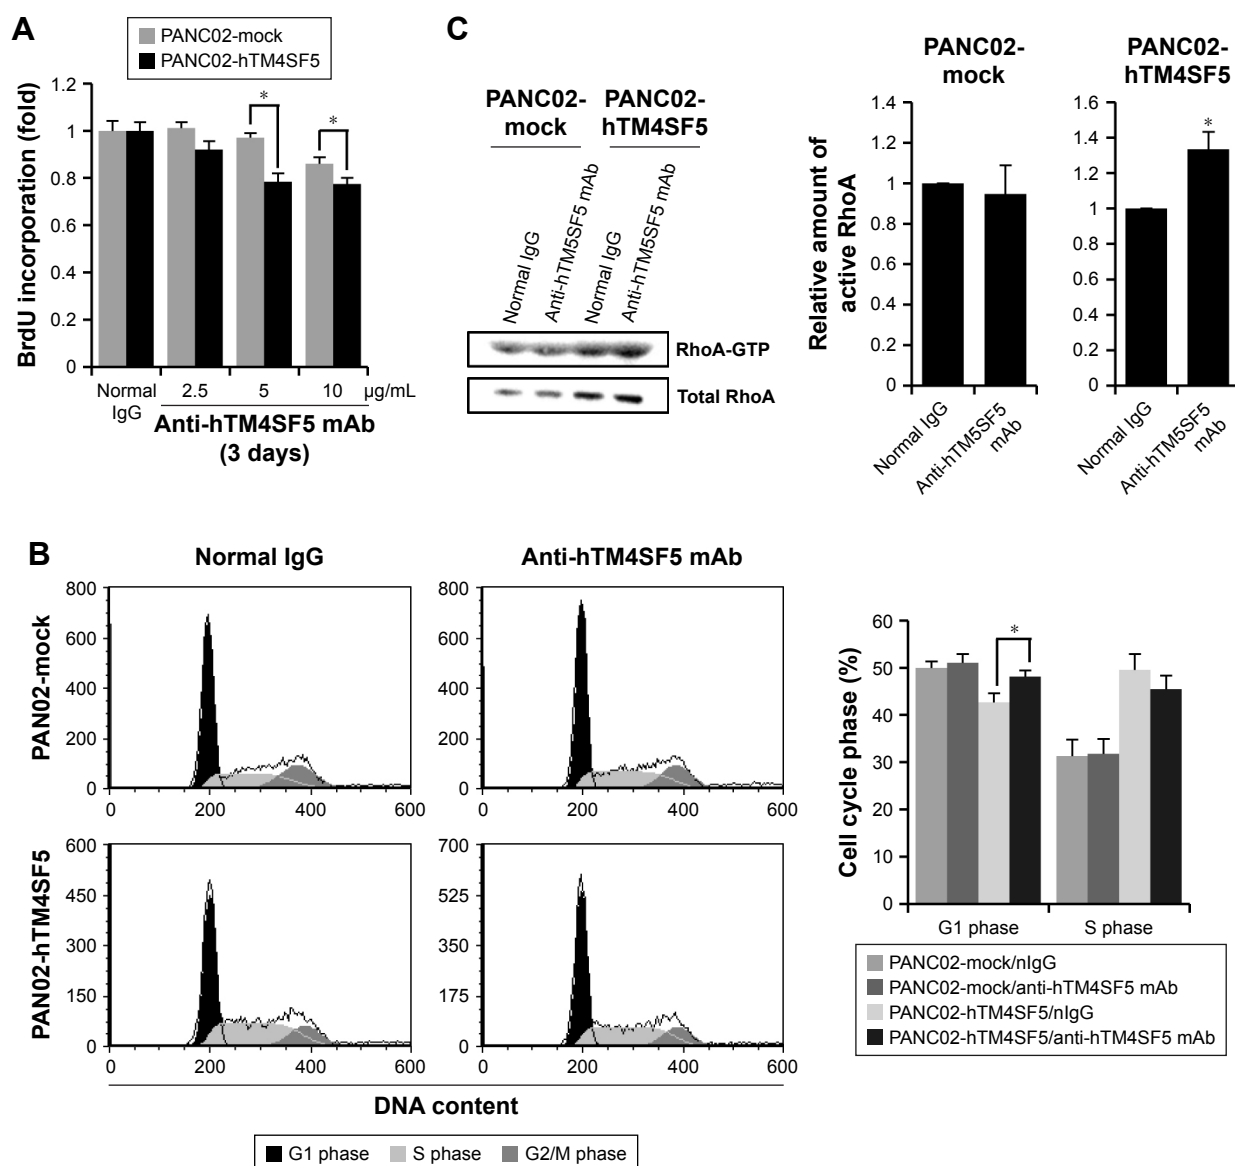 A
PANC02-mock
PANC02-hTM4SF5
BrdU incorporation (fold)
1.2
1
0.8
0.6
0.4
0.2
0
*
*
Normal IgG
2.5
5
10
µg/mL
Anti-hTM4SF5 mAb
(3 days)
C
PANC02-
mock
PANC02-
hTM4SF5
Normal IgG
Anti-hTM5SF5 mAb
Normal IgG
Anti-hTM5SF5 mAb
RhoA-GTP
Total RhoA
Relative amount of
active RhoA
PANC02-
mock
1.4
1.2
1
0.8
0.6
0.4
0.2
0
Normal IgG
Anti-hTM5SF5
mAb
PANC02-
hTM4SF5
1.6
1.4
1.2
1
0.8
0.6
0.4
0.2
0
*
Normal IgG
Anti-hTM5SF5
mAb
B
Normal IgG
Anti-hTM4SF5 mAb
PAN02-mock
800
600
400
200
0
0
200
400
600
800
600
400
200
0
0
200
400
600
PAN02-hTM4SF5
600
450
300
150
0
0
200
400
600
700
525
350
175
0
0
200
400
600
DNA content
G1 phase
S phase
G2/M phase
Cell cycle phase (%)
60
50
40
30
20
10
0
*
G1 phase
S phase
PANC02-mock/nIgG
PANC02-mock/anti-hTM4SF5 mAb
PANC02-hTM4SF5/nIgG
PANC02-hTM4SF5/anti-hTM4SF5 mAb